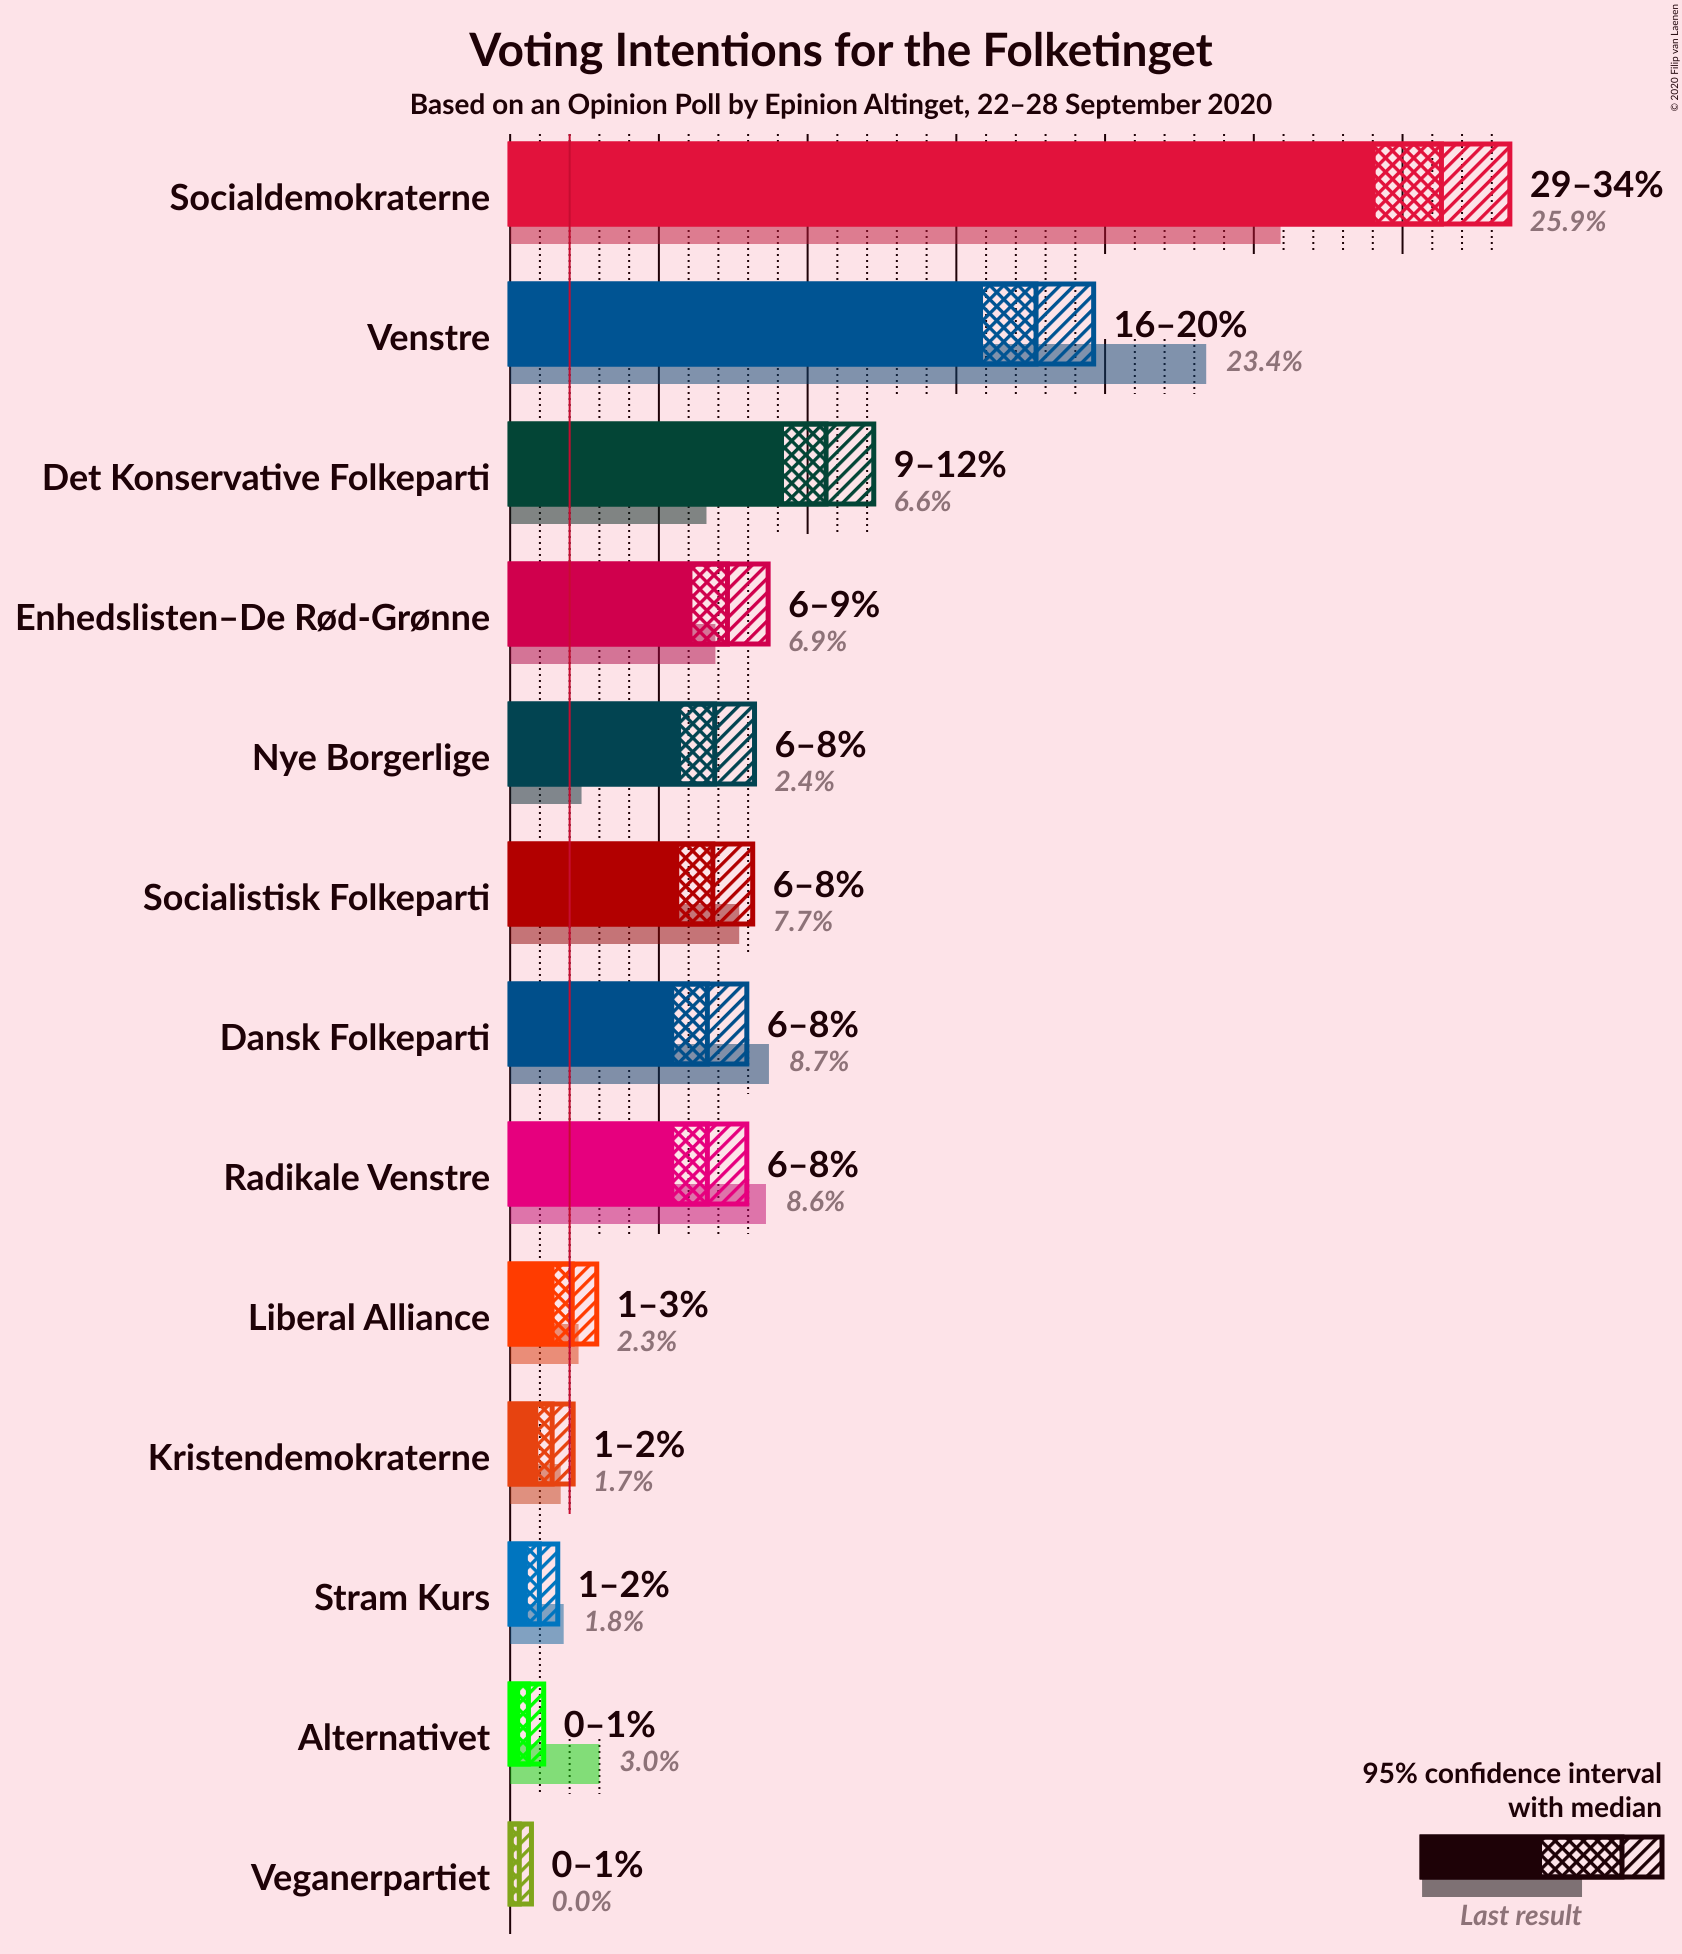 Voting Intentions for the Folketinget
Based on an Opinion Poll by Epinion Altinget, 22–28 September 2020
© 2020 Filip van Laenen
Socialdemokraterne
29–34%
25.9%
Venstre
16–20%
23.4%
Det Konservative Folkeparti
9–12%
6.6%
Enhedslisten–De Rød-Grønne
6–9%
6.9%
Nye Borgerlige
6–8%
2.4%
Socialistisk Folkeparti
6–8%
7.7%
Dansk Folkeparti
6–8%
8.7%
Radikale Venstre
6–8%
8.6%
Liberal Alliance
1–3%
2.3%
Kristendemokraterne
1–2%
1.7%
Stram Kurs
1–2%
1.8%
Alternativet
0–1%
3.0%
Veganerpartiet
0–1%
0.0%
95% confidence interval
with median
Last result